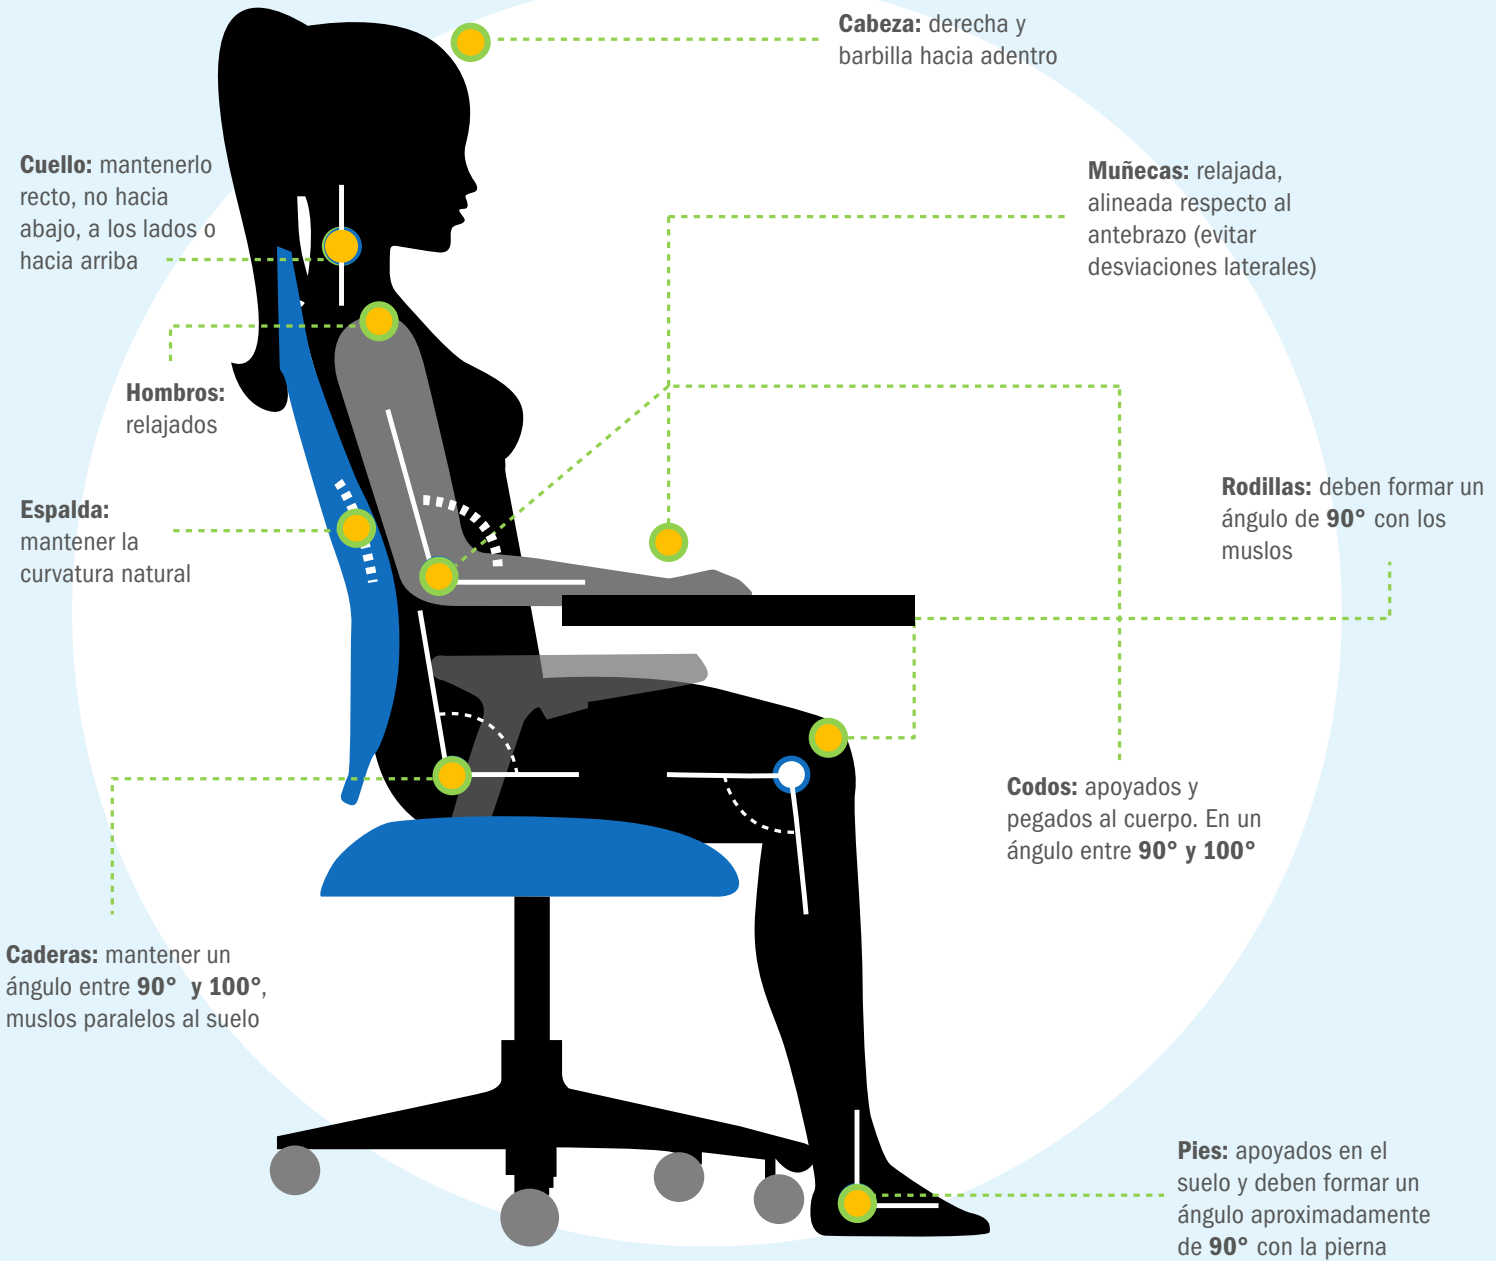 Cabeza: derecha y
barbilla hacia adentro
Cuello: mantenerlo
recto, no hacia
abajo, a los lados o
hacia arriba
Muñecas: relajada,
alineada respecto al
antebrazo (evitar
desviaciones laterales)
Hombros:
relajados
Espalda:
mantener la
curvatura natural
Rodillas: deben formar un
ángulo de 90° con los
muslos
Codos: apoyados y
pegados al cuerpo. En un
ángulo entre 90° y 100°
Caderas: mantener un
ángulo entre 90° y 100°,
muslos paralelos al suelo
Pies: apoyados en el
suelo y deben formar un
ángulo aproximadamente
de 90° con la pierna